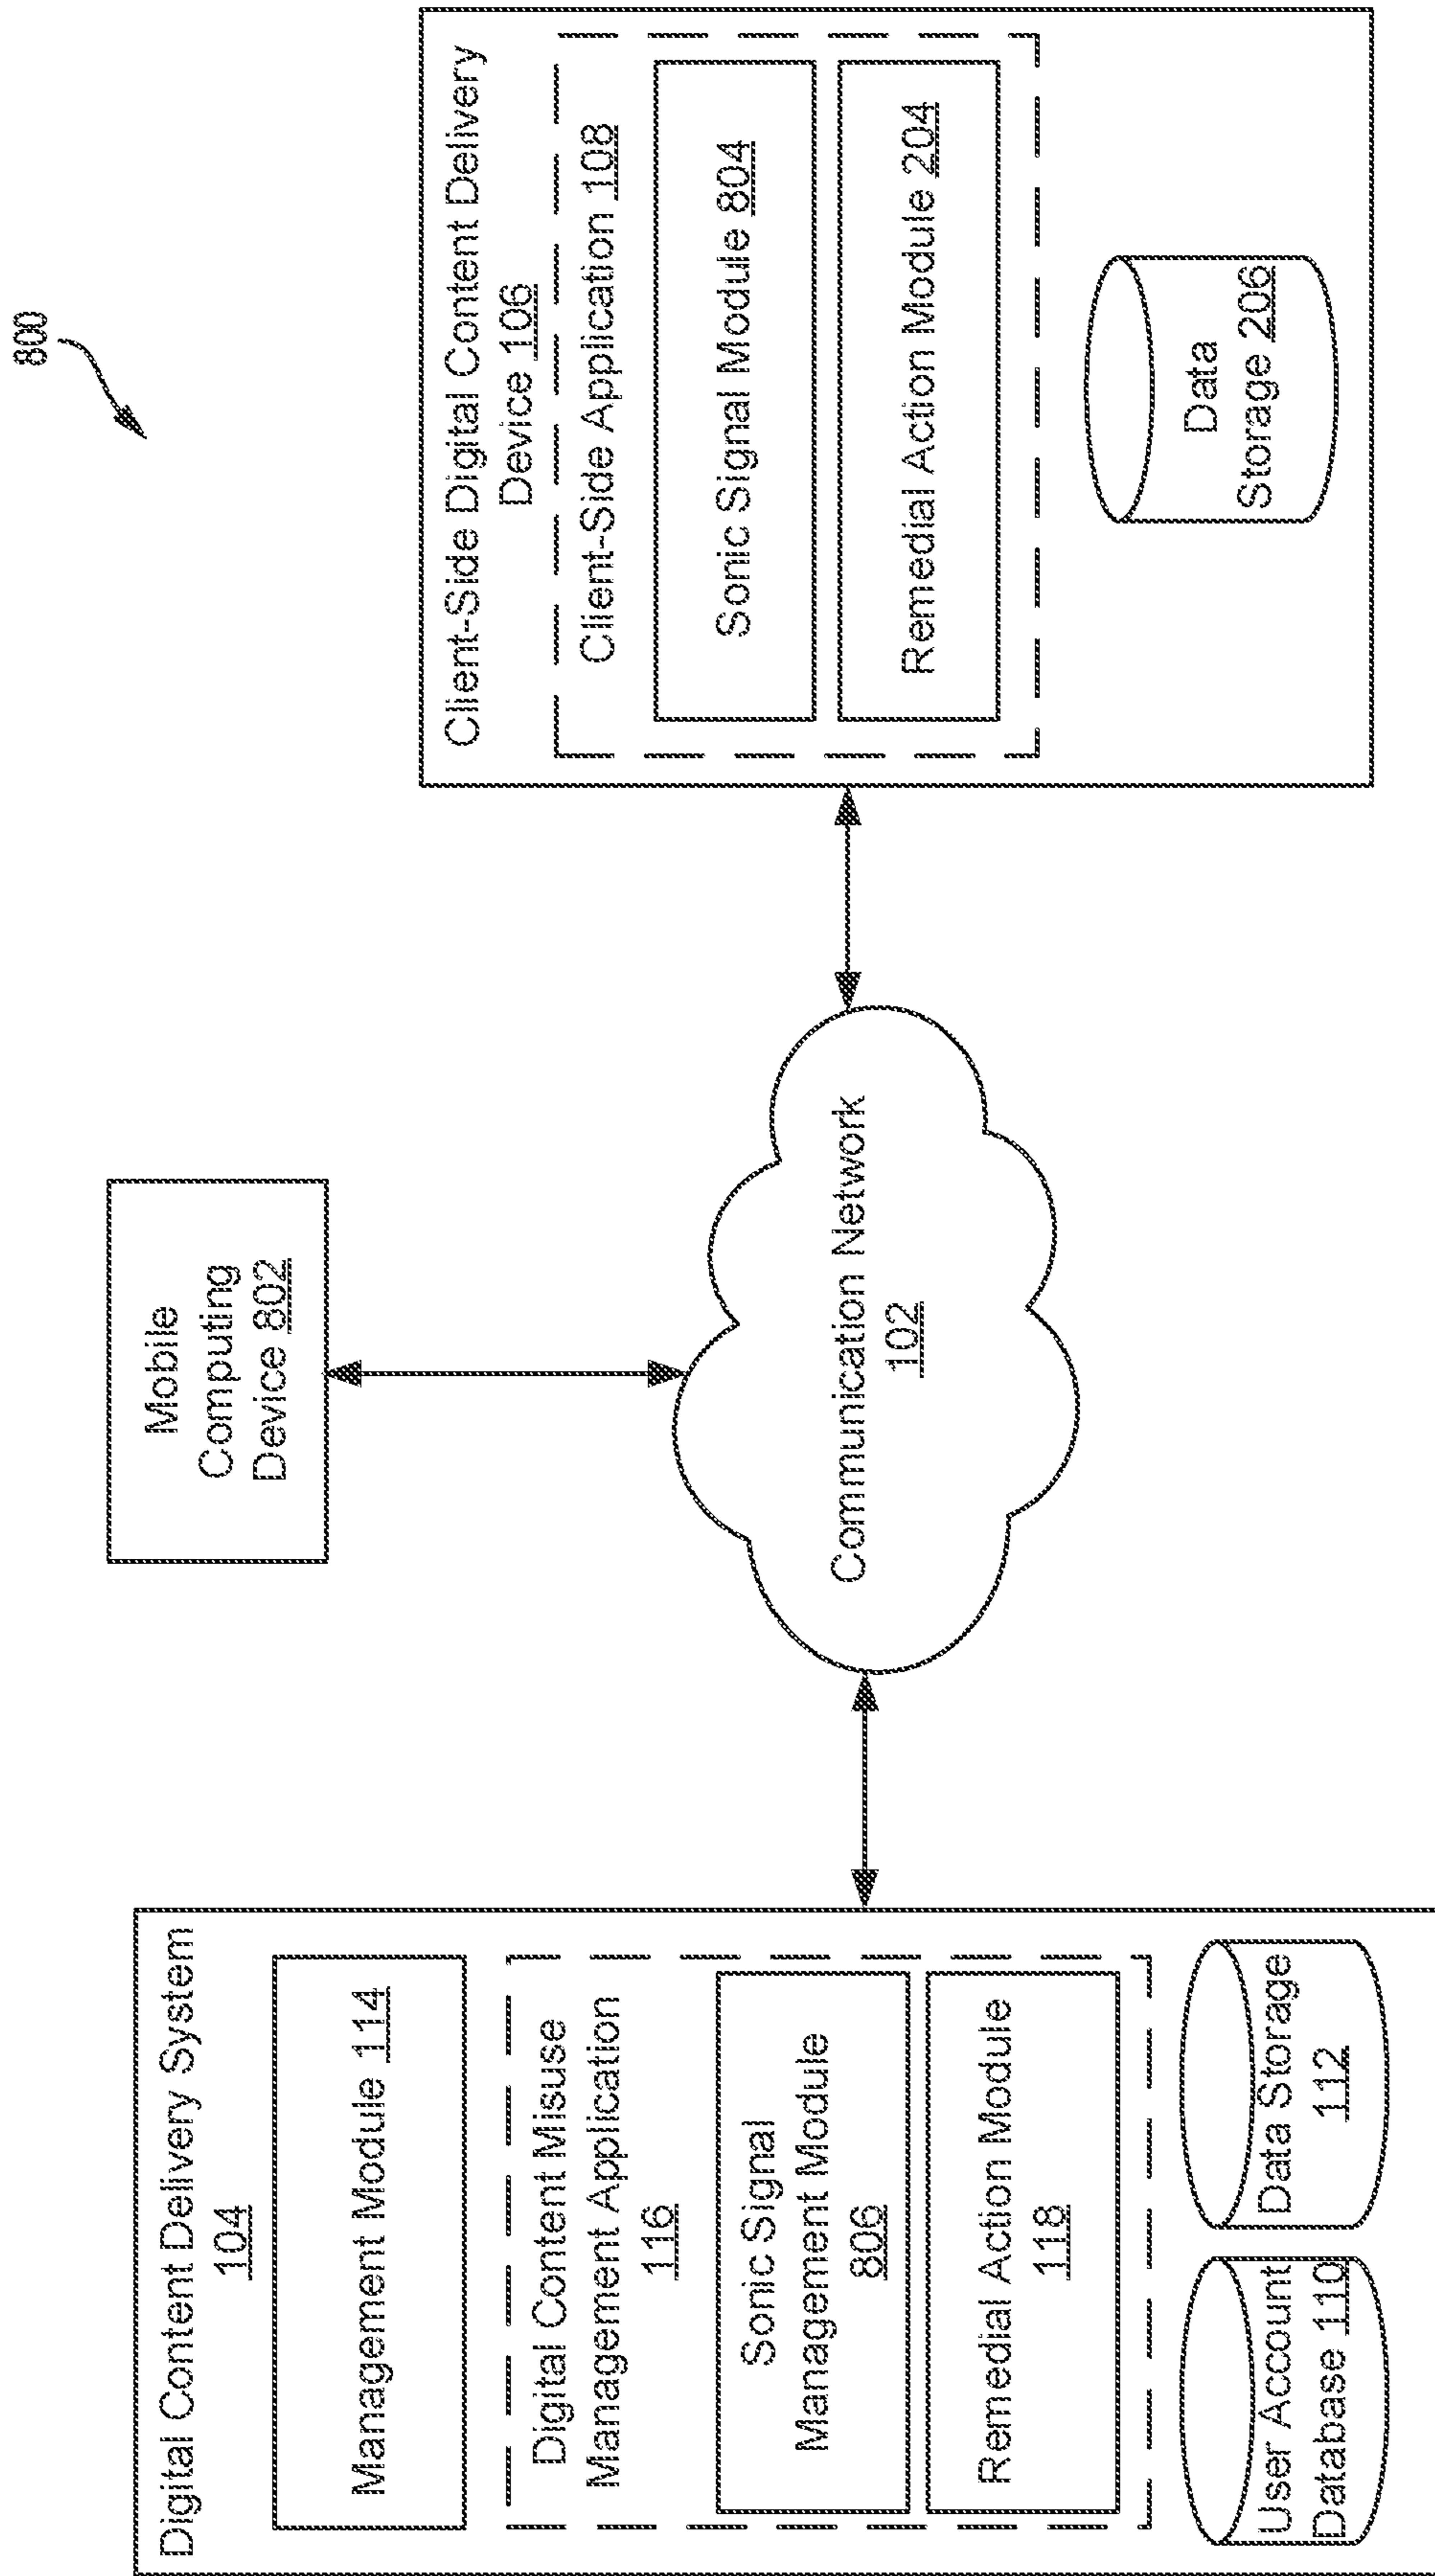 800
Mobile
Computing
Device 802
Digital Content Delivery System
104
Management Module 114
Digital Content Misuse
Management Application
116
Sonic Signal
Management Module
806
Remedial Action Module
118
User Account
Database 110
Data Storage
112
Communication Network
102
Client-Side Digital Content Delivery
Device 106
Client-Side Application 108
Sonic Signal Module 804
Remedial Action Module 204
Data
Storage 206